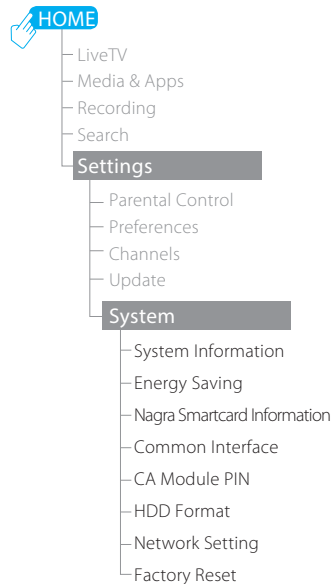 HOME
LiveTV
Media & Apps
Recording
Search
Settings
Parental Control
Preferences
Channels
Update
System
System Information
Energy Saving
Nagra Smartcard Information
Common Interface
CA Module PIN
HDD Format
Network Setting
Factory Reset